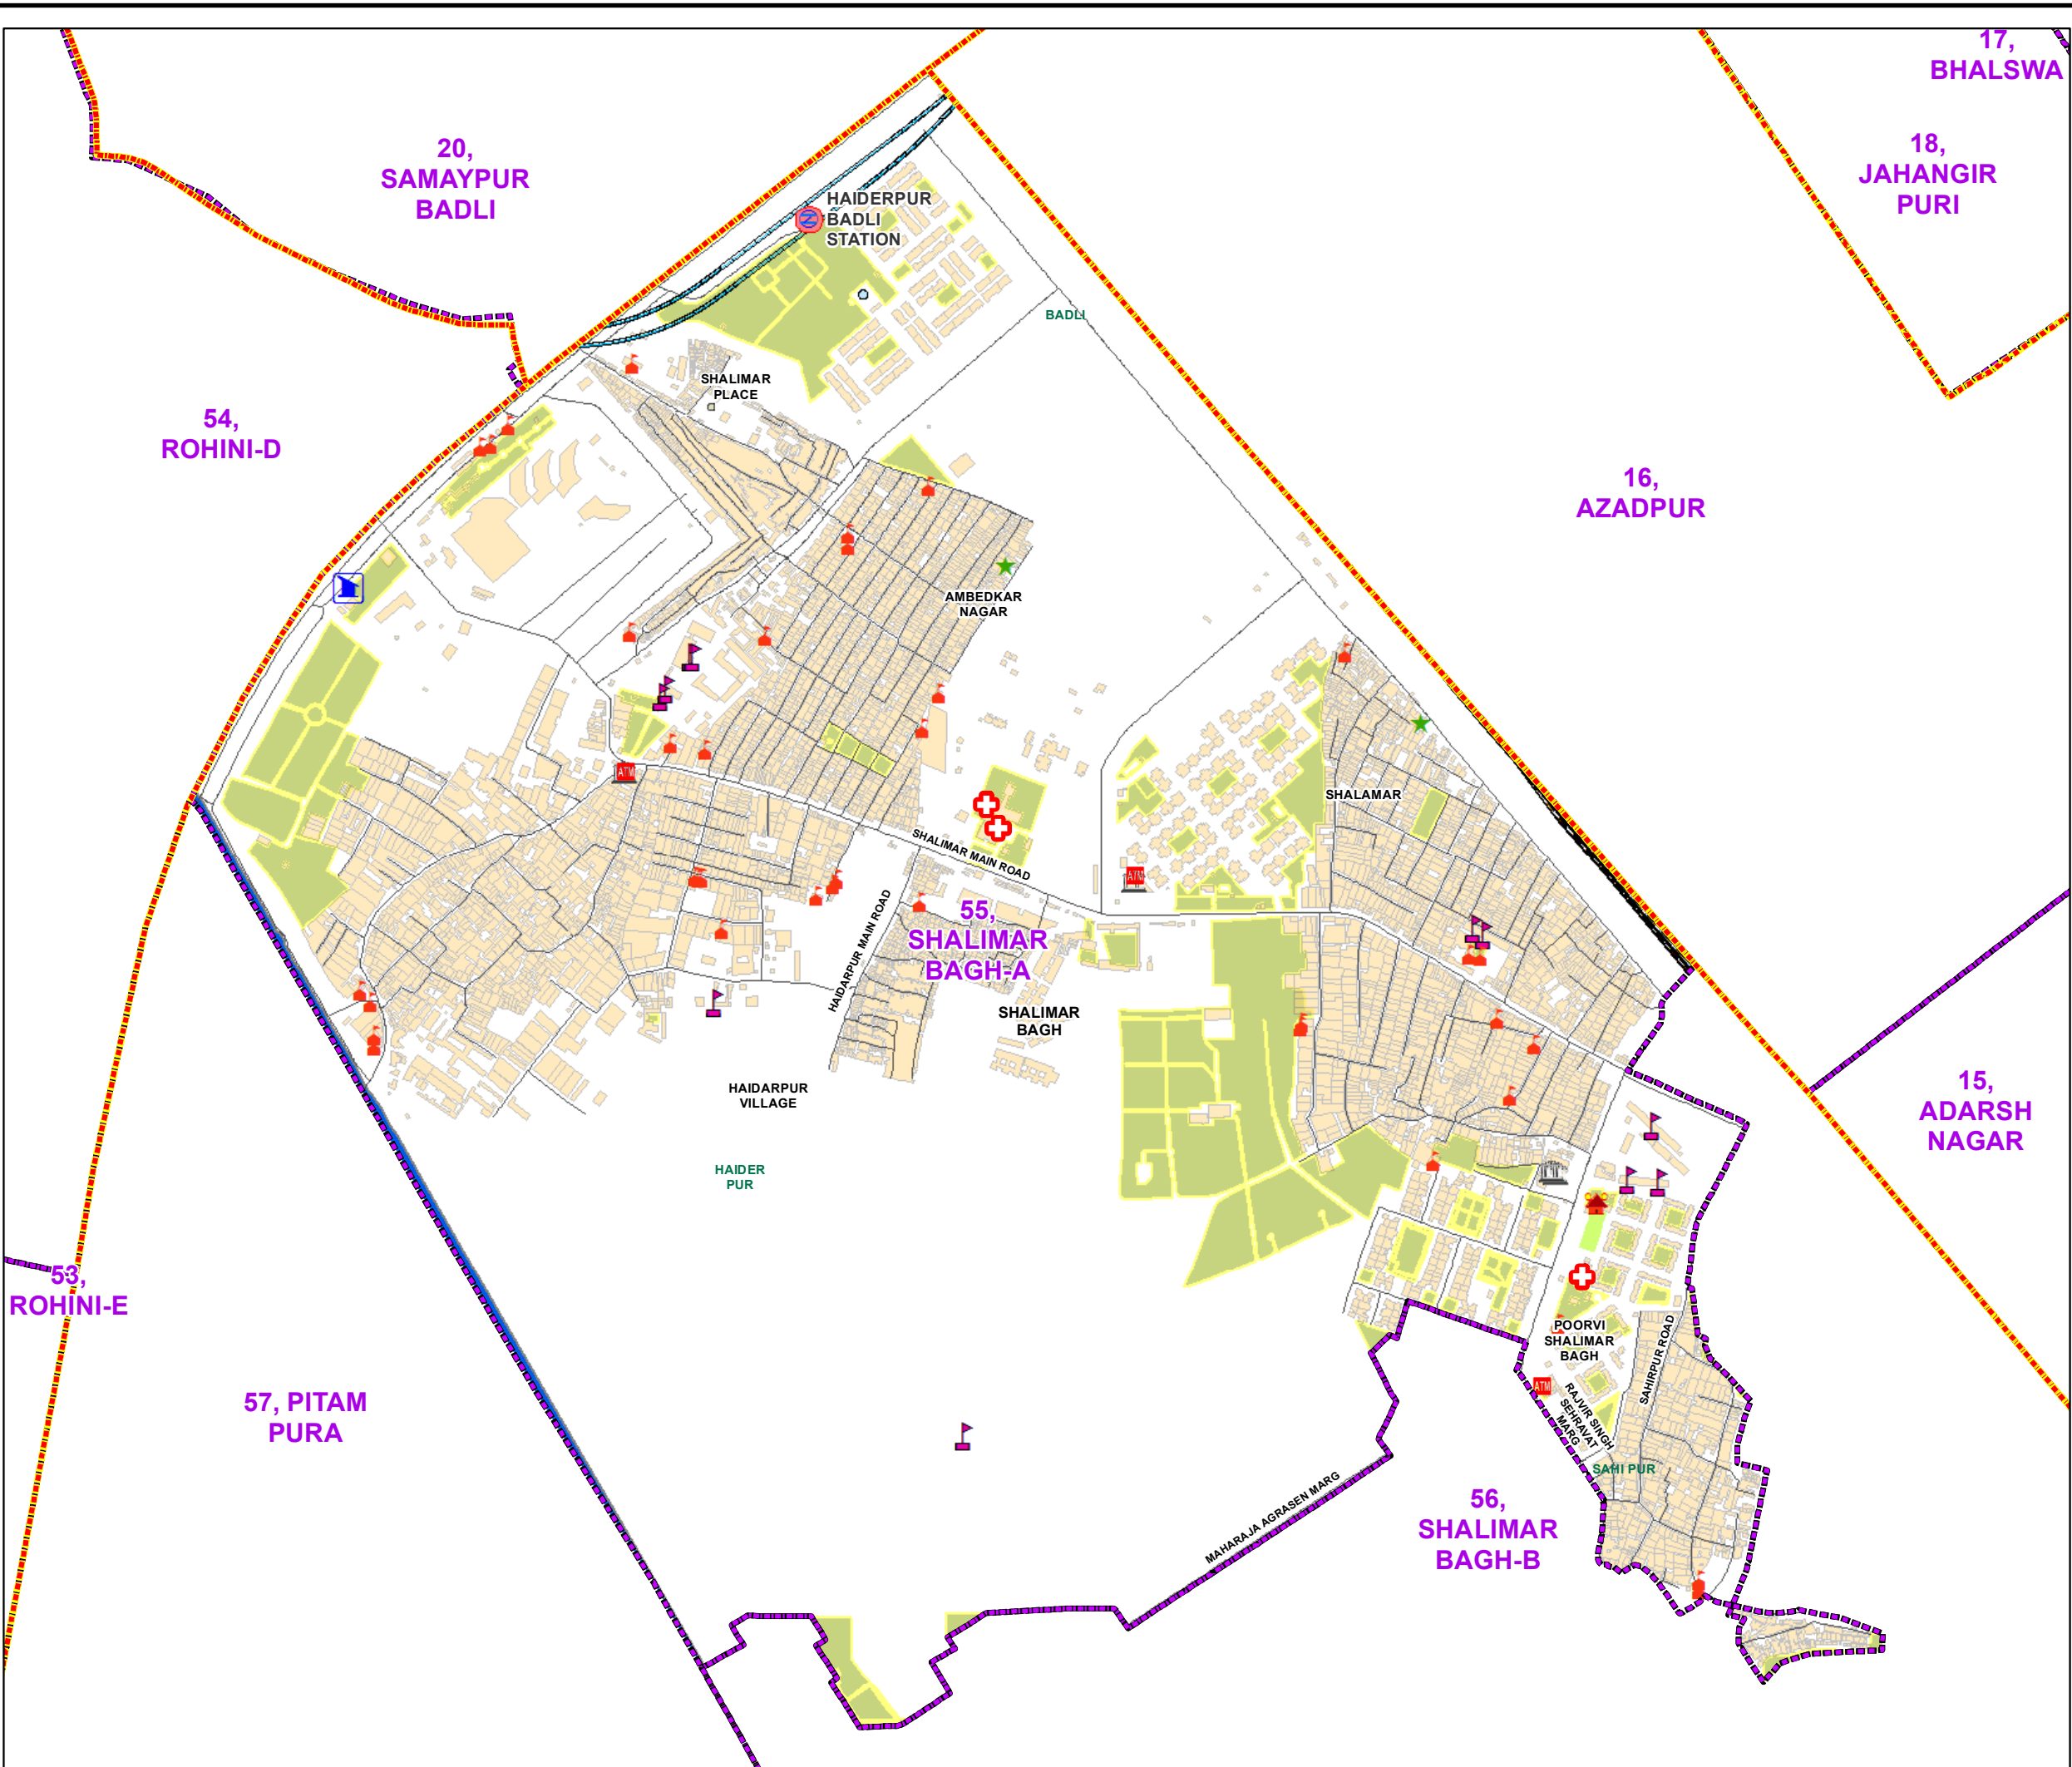 17,
BHALSWA
20,
SAMAYPUR
BADLI
18,
JAHANGIR
PURI
HAIDERPUR
BADLI
STATION
BADLI
SHALIMAR
PLACE
54,
ROHINI-D
16,
AZADPUR
AMBEDKAR
NAGAR
ATM
SHALAMAR
SHALIMAR MAIN ROAD
ATM
HAIDARPUR MAIN ROAD
55,
SHALIMAR
BAGH-A
SHALIMAR
BAGH
HAIDARPUR
VILLAGE
15,
ADARSH
NAGAR
HAIDER
PUR
53,
ROHINI-E
POORVI
SHALIMAR
BAGH
SAHIRPUR ROAD
ATM
RAJVIR SINGH
SEHRAVAT
MARG
57, PITAM
PURA
SAHI PUR
MAHARAJA AGRASEN MARG
56,
SHALIMAR
BAGH-B